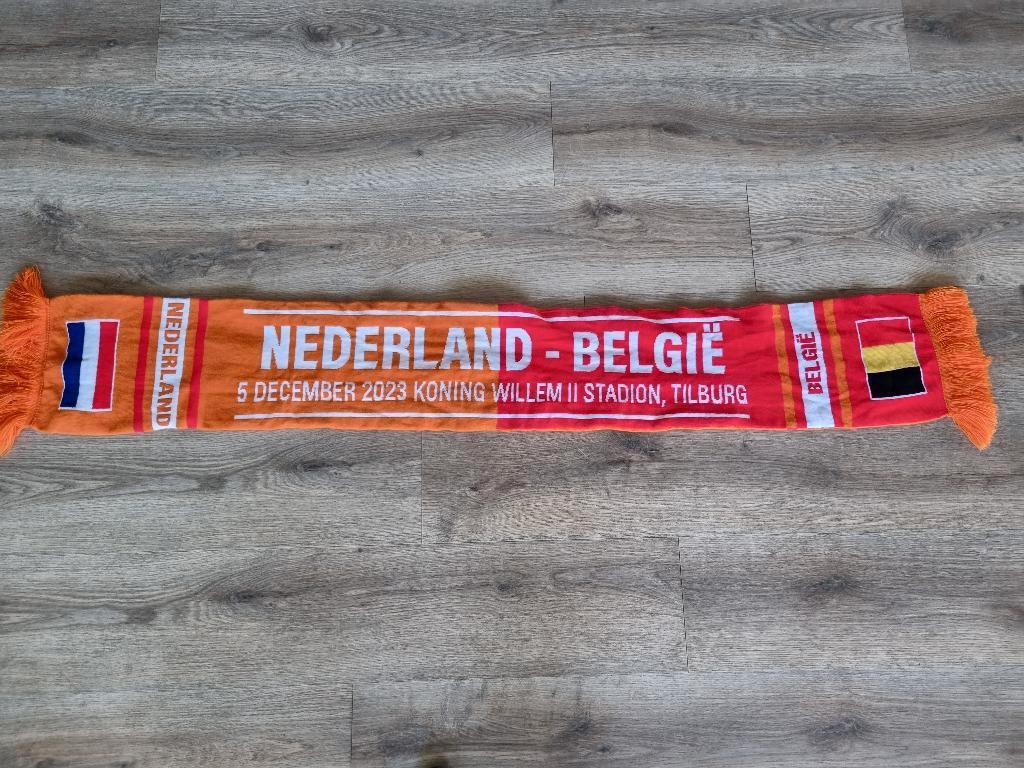 NEDERLAND
NEDERLAND - BELGIË
5 DECEMBER 2023 KONING WILLEM II STADION, TILBURG
BELGIË